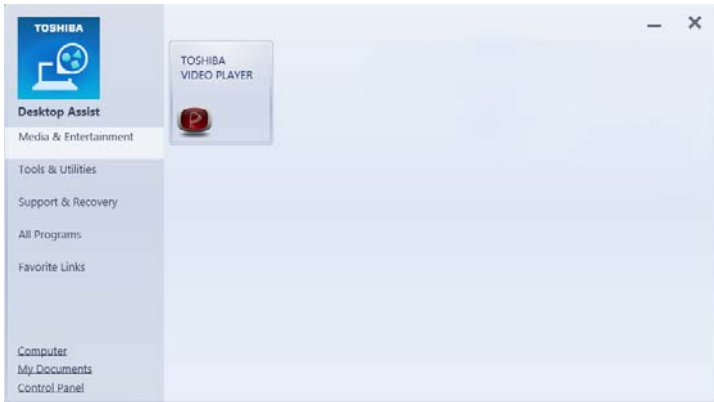 TOSHIBA
Desktop Assist
Media & Entertainment
Tools & Utilities
Support & Recovery
All Programs
Favorite Links
Computer
My Documents
Control Panel
TOSHIBA
VIDEO PLAYER